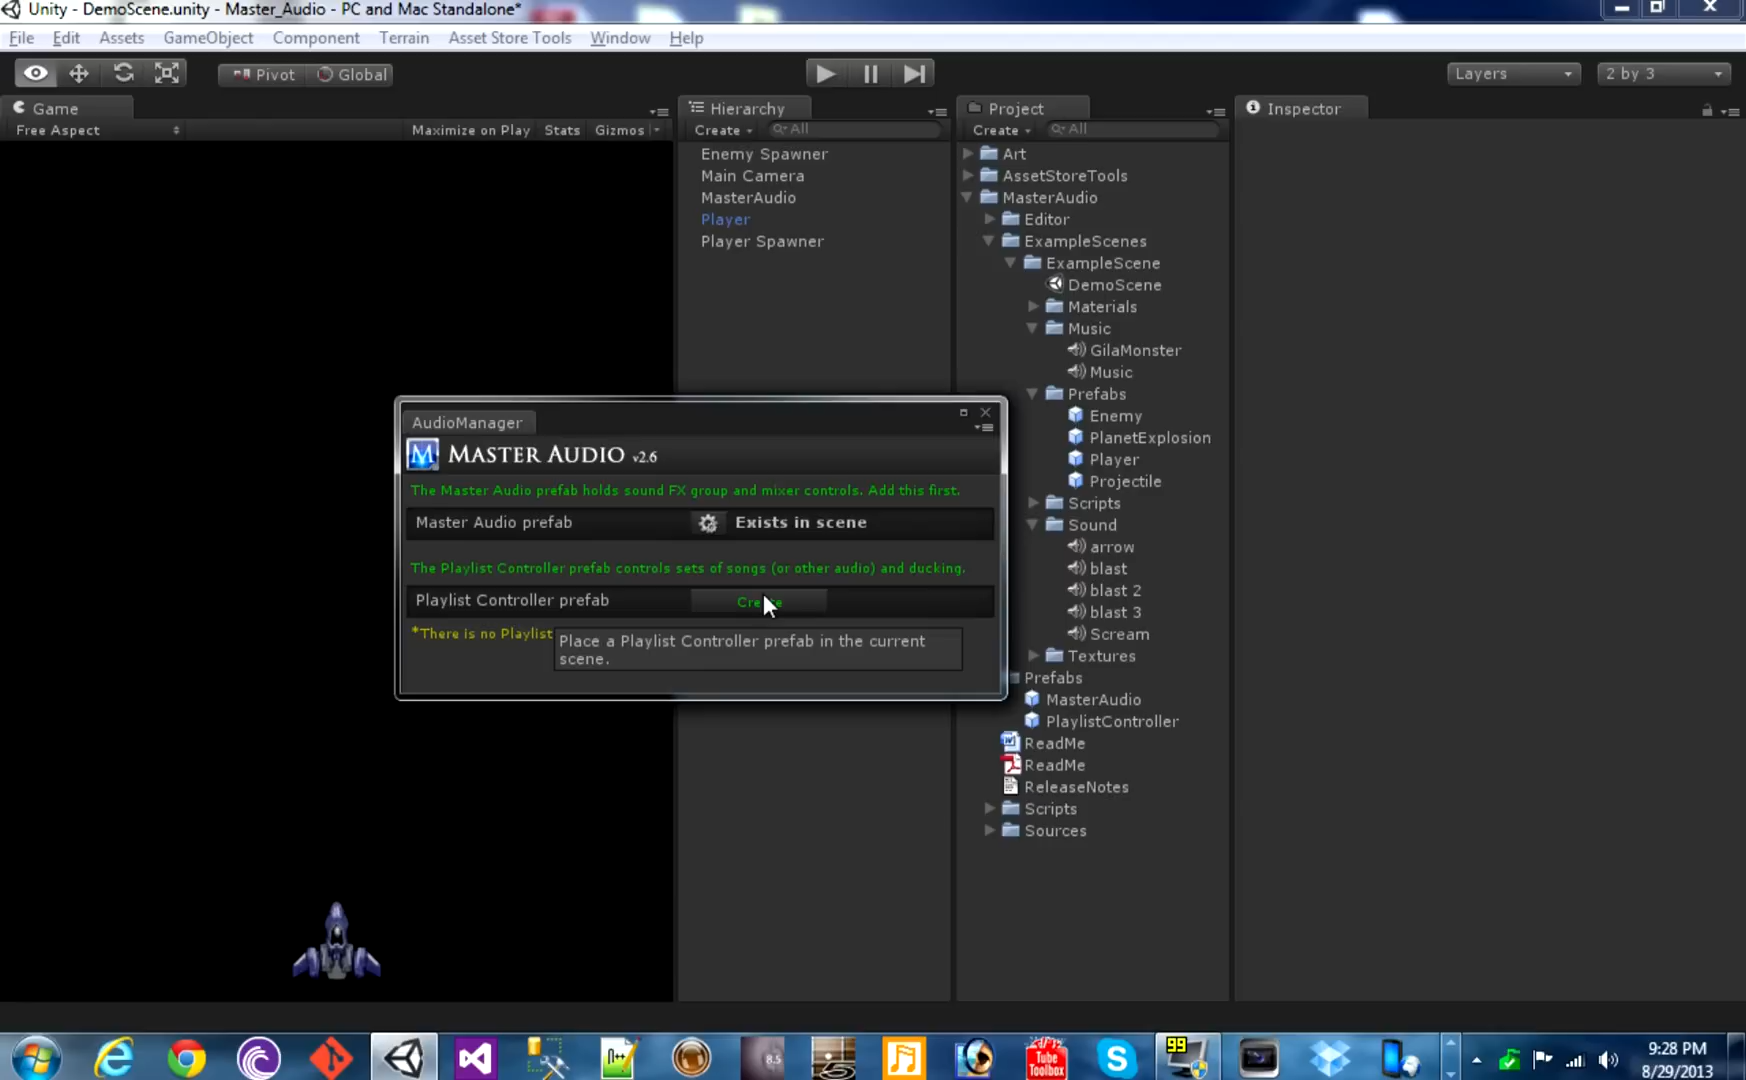 Unity - DemoScene.unity - Master_Audio - PC and Mac Standalone*
File Edit Assets GameObject Component Terrain Asset Store Tools Window Help
Pivot Global Layers 2 by 3
Game
Free Aspect Maximize on Play Stats Gizmos
Hierarchy
Create All
Enemy Spawner
Main Camera
MasterAudio
Player
Player Spawner
Project
Create All
Art
AssetStoreTools
MasterAudio
Editor
ExampleScenes
ExampleScene
DemoScene
Materials
Music
GilaMonster
Music
Prefabs
Enemy
PlanetExplosion
Player
Projectile
Scripts
Sound
arrow
blast
blast 2
blast 3
Scream
Textures
Prefabs
MasterAudio
PlaylistController
ReadMe
ReadMe
ReleaseNotes
Scripts
Sources
Inspector
AudioManager
M MASTER AUDIO v2.6
The Master Audio prefab holds sound FX group and mixer controls. Add this first.
Master Audio prefab Exists in scene
The Playlist Controller prefab controls sets of songs (or other audio) and ducking.
Playlist Controller prefab
*There is no Playlist
Place a Playlist Controller prefab in the current
scene.
N++ 8.5 Tube Toolbox 99
9:28 PM
8/29/2013